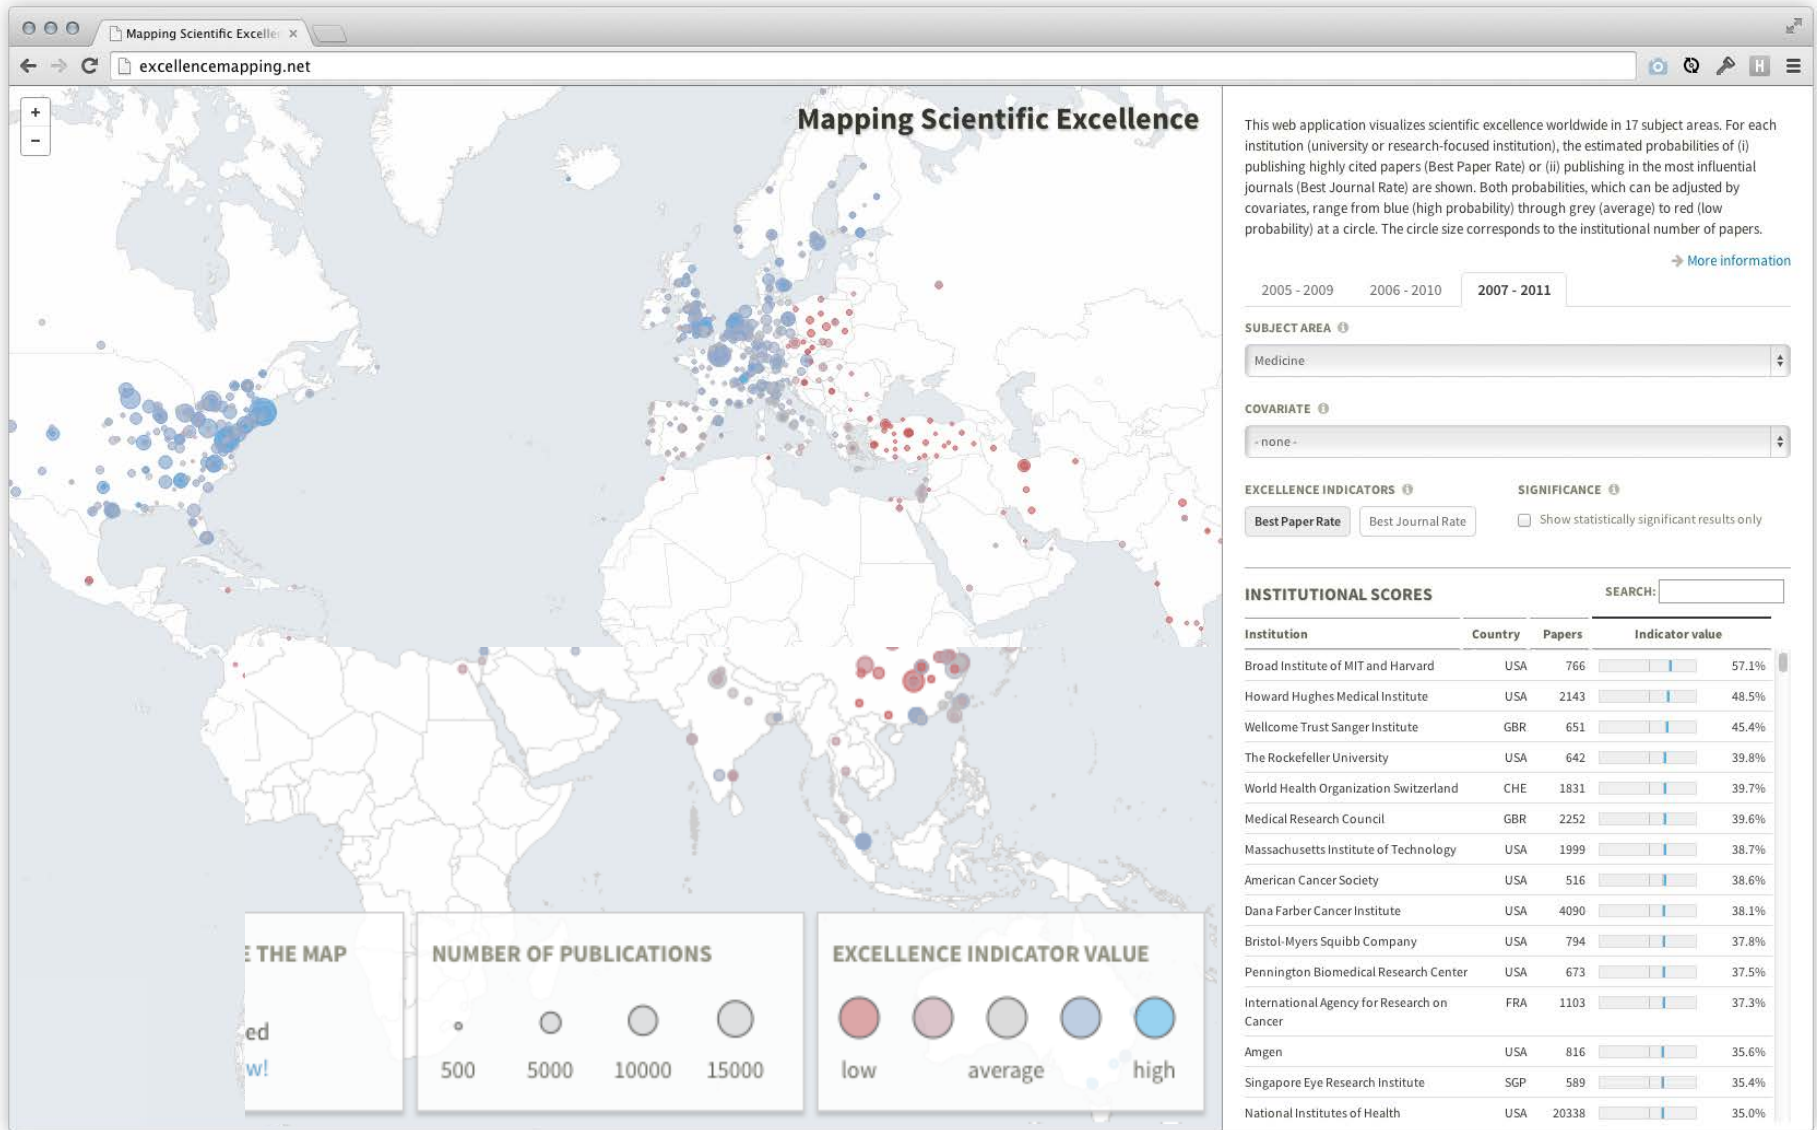 Mapping Scientific Excelle
excellencemapping.net
+
−
Mapping Scientific Excellence
This web application visualizes scientific excellence worldwide in 17 subject areas. For each
institution (university or research-focused institution), the estimated probabilities of (i)
publishing highly cited papers (Best Paper Rate) or (ii) publishing in the most influential
journals (Best Journal Rate) are shown. Both probabilities, which can be adjusted by
covariates, range from blue (high probability) through grey (average) to red (low
probability) at a circle. The circle size corresponds to the institutional number of papers.
More information
2005 - 2009 2006 - 2010 2007 - 2011
SUBJECT AREA
Medicine
COVARIATE
- none -
EXCELLENCE INDICATORS SIGNIFICANCE
Best Paper Rate Best Journal Rate Show statistically significant results only
INSTITUTIONAL SCORES SEARCH:
Institution Country Papers Indicator value
Broad Institute of MIT and Harvard USA 766 57.1%
Howard Hughes Medical Institute USA 2143 48.5%
Wellcome Trust Sanger Institute GBR 651 45.4%
The Rockefeller University USA 642 39.8%
World Health Organization Switzerland CHE 1831 39.7%
Medical Research Council GBR 2252 39.6%
Massachusetts Institute of Technology USA 1999 38.7%
American Cancer Society USA 516 38.6%
Dana Farber Cancer Institute USA 4090 38.1%
Bristol-Myers Squibb Company USA 794 37.8%
Pennington Biomedical Research Center USA 673 37.5%
International Agency for Research on FRA 1103 37.3%
Cancer
Amgen USA 816 35.6%
Singapore Eye Research Institute SGP 589 35.4%
National Institutes of Health USA 20338 35.0%
E THE MAP
ed
w!
NUMBER OF PUBLICATIONS
500 5000 10000 15000
EXCELLENCE INDICATOR VALUE
low average high